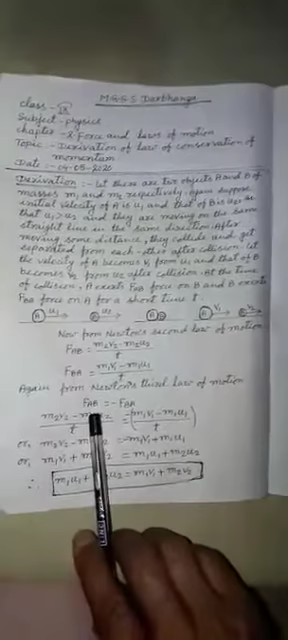 M.G.G.S Darbhanga
class - IX
Subject - physics
chapter - 2 Force and laws of motion
Topic - Derivation of law of conservation of
momentum
Date :- 04-05-2020
Derivation :- Let there are two objects A and B of
masses m1 and m2 respectively. Again suppose
initial velocity of A is u1 and that of B is u2, so
that u1 > u2 and they are moving on the same
straight line in the same direction. After
moving some distance, they collide and get
separated from each-other after collision. Let
the velocity of A becomes V1 from u1 and that of B
becomes V2 from u2 after collision. At the time
of collision, A exerts FAB force on B and B exerts
FBA force on A for a short time t.
A u1 B u2 A B A V1 B V2
Now from Newton's second law of motion
FAB = m2v2 - m2u2 / t
FBA = m1v1 - m1u1 / t
Again from Newton's third law of motion
FAB = - FBA
m2v2 - m2u2 / t = -(m1v1 - m1u1 / t)
or, m2v2 - m2u2 = -m1v1 + m1u1
or, m1v1 + m2v2 = m1u1 + m2u2
∴ m1u1 + m2u2 = m1v1 + m2v2